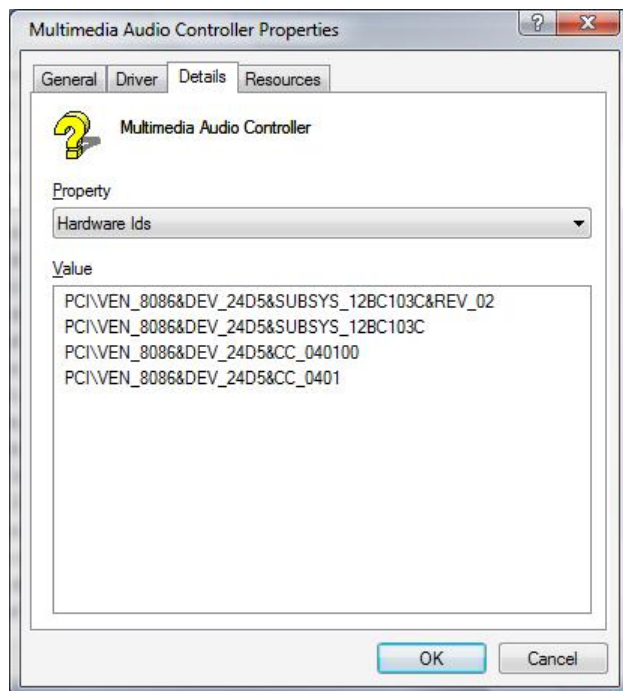 Multimedia Audio Controller Properties
General Driver Details Resources
Multimedia Audio Controller
Property
Hardware Ids
Value
PCI\VEN_8086&DEV_24D5&SUBSYS_12BC103C&REV_02
PCI\VEN_8086&DEV_24D5&SUBSYS_12BC103C
PCI\VEN_8086&DEV_24D5&CC_040100
PCI\VEN_8086&DEV_24D5&CC_0401
OK Cancel